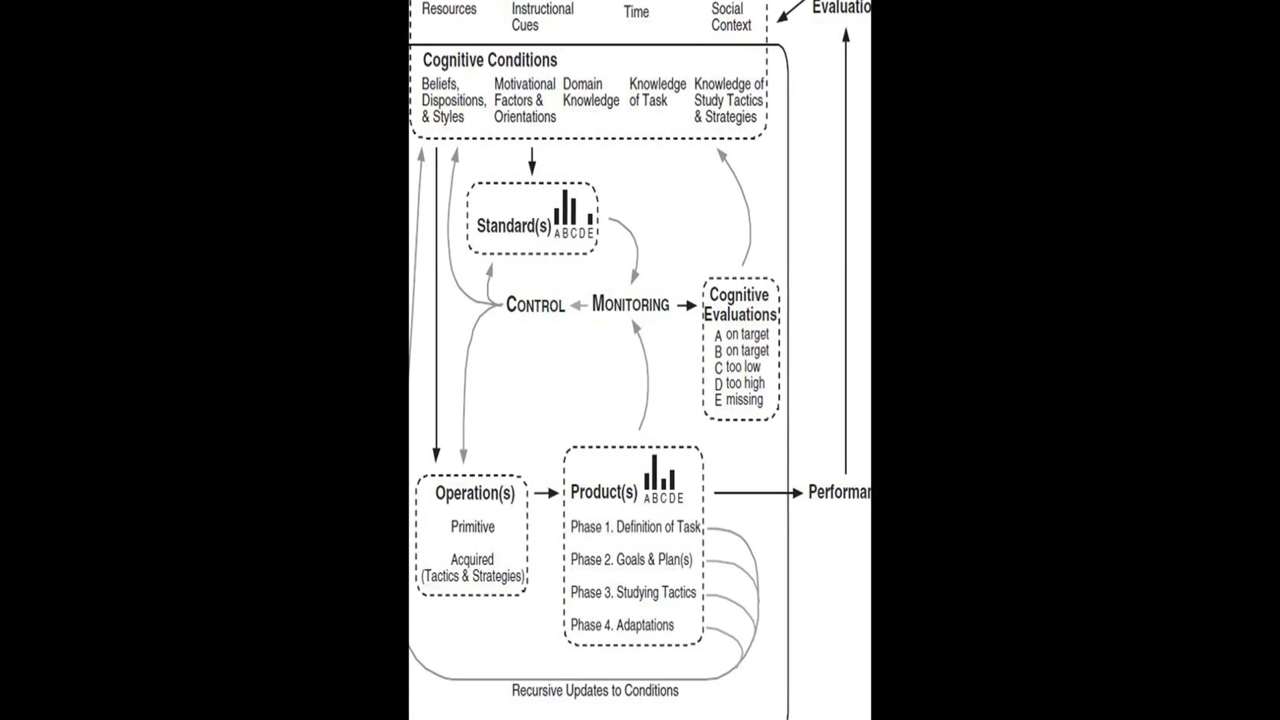 Resources
Instructional
Cues
Time
Social
Context
Evaluatio
Cognitive Conditions
Beliefs,
Dispositions,
& Styles
Motivational
Factors &
Orientations
Domain
Knowledge
Knowledge
of Task
Knowledge of
Study Tactics
& Strategies
Standard(s)
A B C D E
CONTROL
MONITORING
Cognitive
Evaluations
A on target
B on target
C too low
D too high
E missing
Operation(s)
Primitive
Acquired
(Tactics & Strategies)
Product(s)
A B C D E
Phase 1. Definition of Task
Phase 2. Goals & Plan(s)
Phase 3. Studying Tactics
Phase 4. Adaptations
Performan
Recursive Updates to Conditions